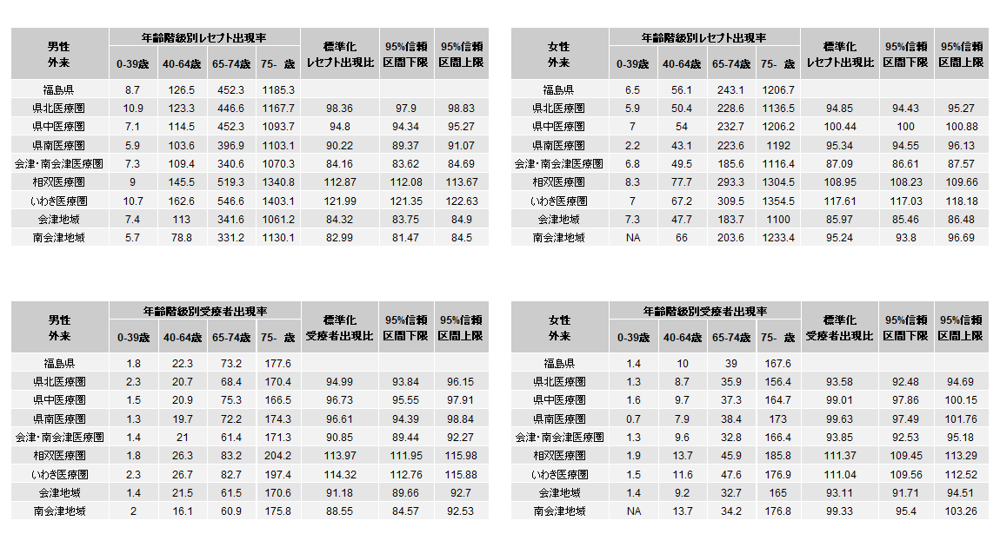 男性 外来 年齢階級別レセプト出現率 標準化 レセプト出現比 95%信頼 区間下限 95%信頼 区間上限
0-39歳 40-64歳 65-74歳 75- 歳
福島県 8.7 126.5 452.3 1185.3
県北医療圏 10.9 123.3 446.6 1167.7 98.36 97.9 98.83
県中医療圏 7.1 114.5 452.3 1093.7 94.8 94.34 95.27
県南医療圏 5.9 103.6 396.9 1103.1 90.22 89.37 91.07
会津・南会津医療圏 7.3 109.4 340.6 1070.3 84.16 83.62 84.69
相双医療圏 9 145.5 519.3 1340.8 112.87 112.08 113.67
いわき医療圏 10.7 162.6 546.6 1403.1 121.99 121.35 122.63
会津地域 7.4 113 341.6 1061.2 84.32 83.75 84.9
南会津地域 5.7 78.8 331.2 1130.1 82.99 81.47 84.5
女性 外来 年齢階級別レセプト出現率 標準化 レセプト出現比 95%信頼 区間下限 95%信頼 区間上限
0-39歳 40-64歳 65-74歳 75- 歳
福島県 6.5 56.1 243.1 1206.7
県北医療圏 5.9 50.4 228.6 1136.5 94.85 94.43 95.27
県中医療圏 7 54 232.7 1206.2 100.44 100 100.88
県南医療圏 2.2 43.1 223.6 1192 95.34 94.55 96.13
会津・南会津医療圏 6.8 49.5 185.6 1116.4 87.09 86.61 87.57
相双医療圏 8.3 77.7 293.3 1304.5 108.95 108.23 109.66
いわき医療圏 7 67.2 309.5 1354.5 117.61 117.03 118.18
会津地域 7.3 47.7 183.7 1100 85.97 85.46 86.48
南会津地域 NA 66 203.6 1233.4 95.24 93.8 96.69
男性 外来 年齢階級別受療者出現率 標準化 受療者出現比 95%信頼 区間下限 95%信頼 区間上限
0-39歳 40-64歳 65-74歳 75- 歳
福島県 1.8 22.3 73.2 177.6
県北医療圏 2.3 20.7 68.4 170.4 94.99 93.84 96.15
県中医療圏 1.5 20.9 75.3 166.5 96.73 95.55 97.91
県南医療圏 1.3 19.7 72.2 174.3 96.61 94.39 98.84
会津・南会津医療圏 1.4 21 61.4 171.3 90.85 89.44 92.27
相双医療圏 1.8 26.3 83.2 204.2 113.97 111.95 115.98
いわき医療圏 2.3 26.7 82.7 197.4 114.32 112.76 115.88
会津地域 1.4 21.5 61.5 170.6 91.18 89.66 92.7
南会津地域 2 16.1 60.9 175.8 88.55 84.57 92.53
女性 外来 年齢階級別受療者出現率 標準化 受療者出現比 95%信頼 区間下限 95%信頼 区間上限
0-39歳 40-64歳 65-74歳 75- 歳
福島県 1.4 10 39 167.6
県北医療圏 1.3 8.7 35.9 156.4 93.58 92.48 94.69
県中医療圏 1.6 9.7 37.3 164.7 99.01 97.86 100.15
県南医療圏 0.7 7.9 38.4 173 99.63 97.49 101.76
会津・南会津医療圏 1.3 9.6 32.8 166.4 93.85 92.53 95.18
相双医療圏 1.9 13.7 45.9 185.8 111.37 109.45 113.29
いわき医療圏 1.5 11.6 47.6 176.9 111.04 109.56 112.52
会津地域 1.4 9.2 32.7 165 93.11 91.71 94.51
南会津地域 NA 13.7 34.2 176.8 99.33 95.4 103.26